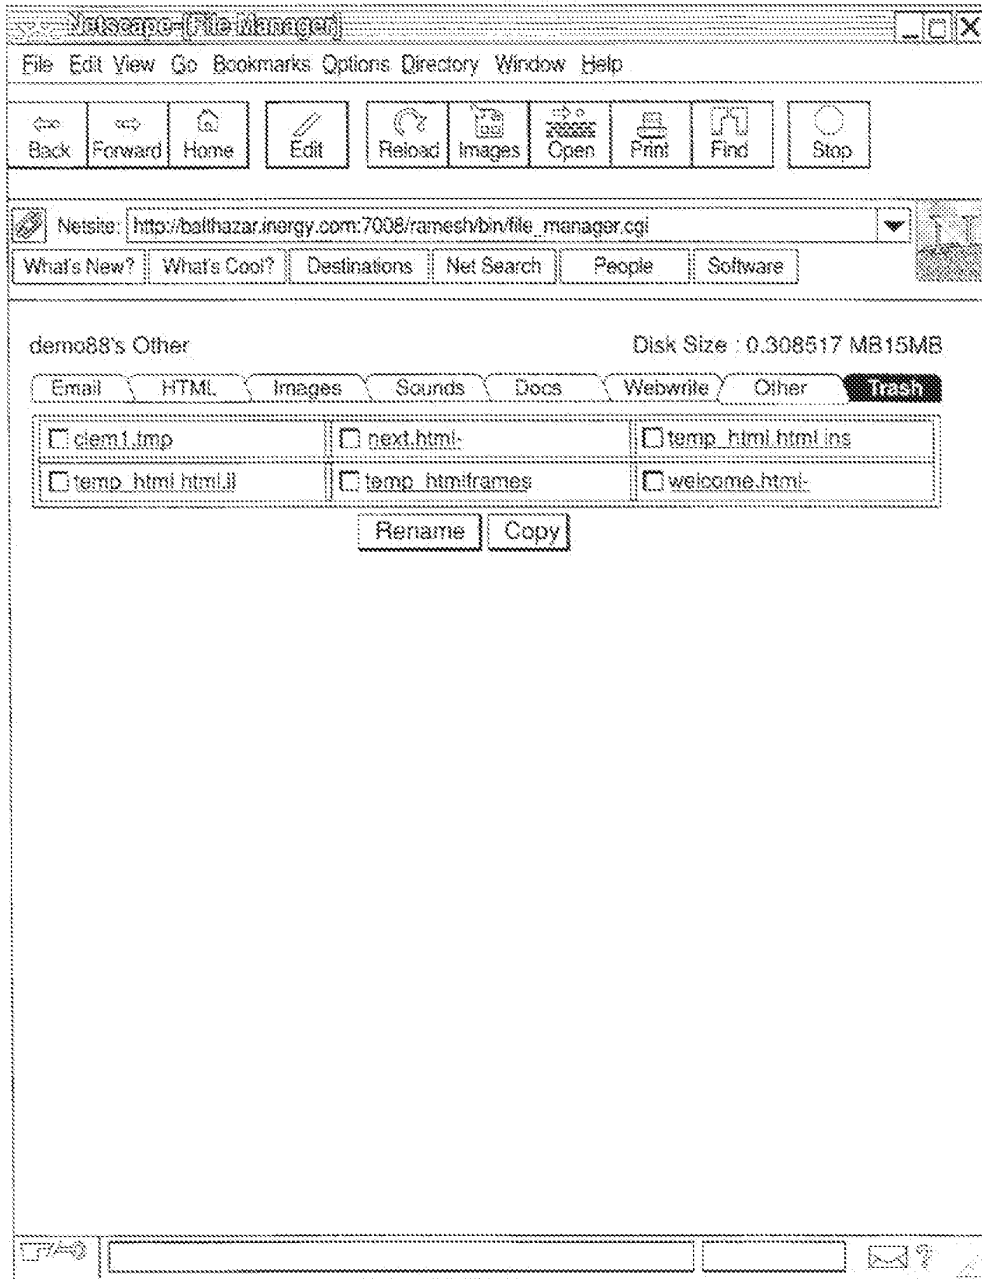 Netscape-[File Manager]
File Edit View Go Bookmarks Options Directory Window Help
Back Forward Home Edit Reload Images Open Print Find Stop
Netsite: http://balthazar.inergy.com:7008/ramesh/bin/file_manager.cgi
What's New? What's Cool? Destinations Net Search People Software
demo88's Other Disk Size : 0.308517 MB15MB
Email HTML Images Sounds Docs Webwrite Other Trash
clem1.tmp next.html- temp_html.html.ins
temp_html.html.il temp_htmlframes welcome.html-
Rename Copy